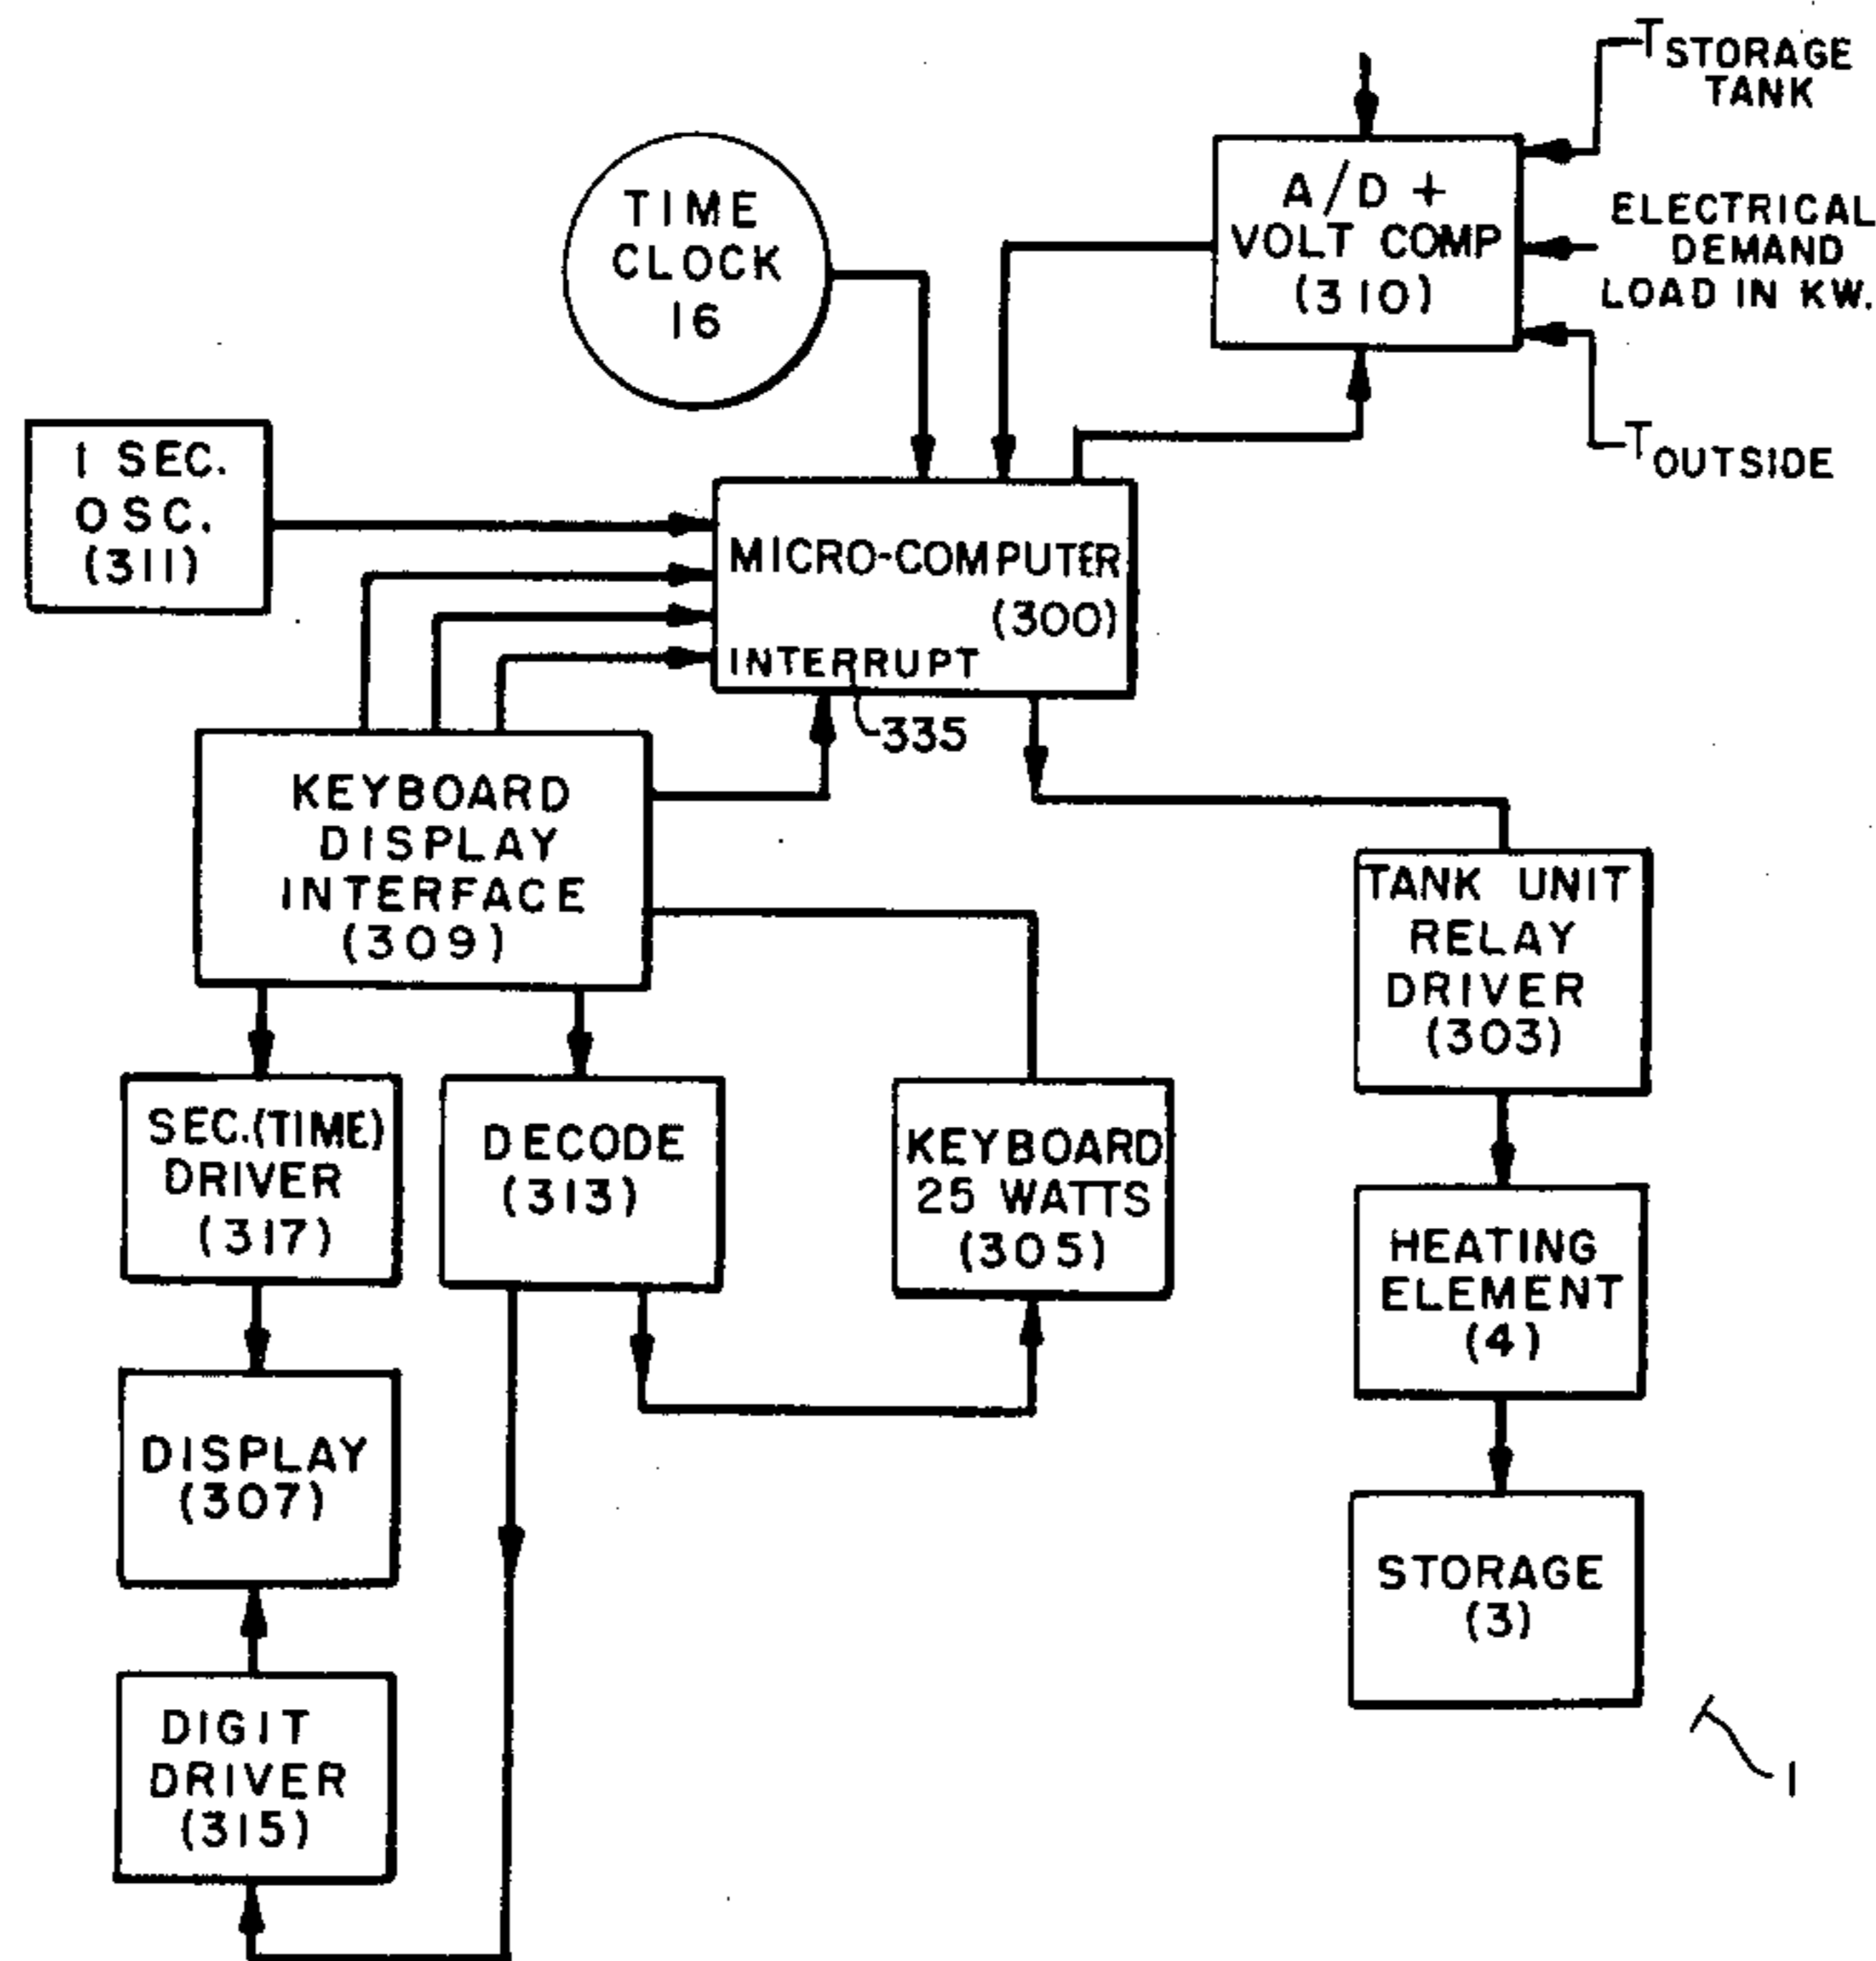 T STORAGE
TANK
TIME
CLOCK
16
A/D +
VOLT COMP
(310)
ELECTRICAL
DEMAND
LOAD IN KW.
T OUTSIDE
1 SEC.
OSC.
(311)
MICRO-COMPUTER
(300)
INTERRUPT
335
KEYBOARD
DISPLAY
INTERFACE
(309)
TANK UNIT
RELAY
DRIVER
(303)
SEC.(TIME)
DRIVER
(317)
DECODE
(313)
KEYBOARD
25 WATTS
(305)
HEATING
ELEMENT
(4)
DISPLAY
(307)
STORAGE
(3)
DIGIT
DRIVER
(315)
1